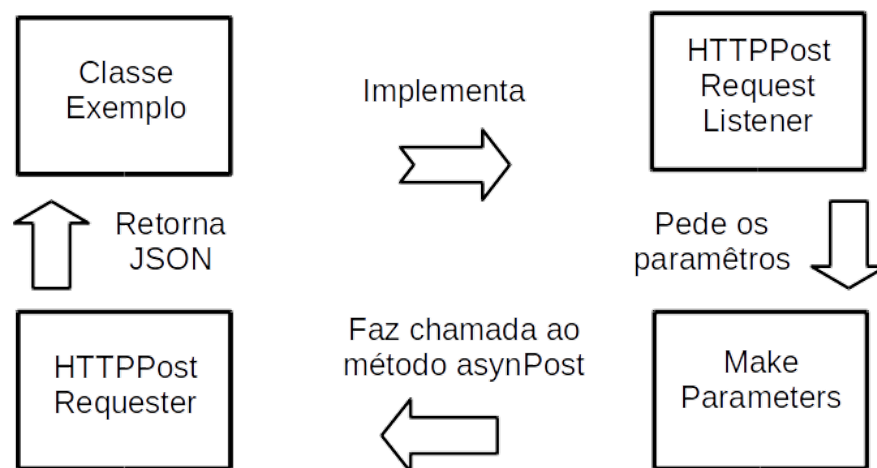 Classe
Exemplo
Implementa
HTTPPost
Request
Listener
Retorna
JSON
Pede os
paramêtros
HTTPPost
Requester
Faz chamada ao
método asynPost
Make
Parameters